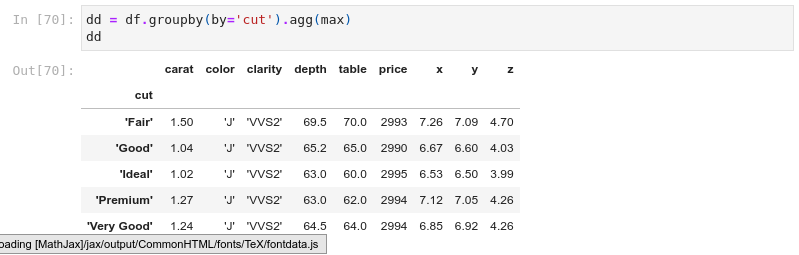 In [70]: dd = df.groupby(by='cut').agg(max)
dd
Out[70]:
carat color clarity depth table price x y z
cut
'Fair' 1.50 'J' 'VVS2' 69.5 70.0 2993 7.26 7.09 4.70
'Good' 1.04 'J' 'VVS2' 65.2 65.0 2990 6.67 6.60 4.03
'Ideal' 1.02 'J' 'VVS2' 63.0 60.0 2995 6.53 6.50 3.99
'Premium' 1.27 'J' 'VVS2' 63.0 62.0 2994 7.12 7.05 4.26
'Very Good' 1.24 'J' 'VVS2' 64.5 64.0 2994 6.85 6.92 4.26
oading [MathJax]/jax/output/CommonHTML/fonts/TeX/fontdata.js